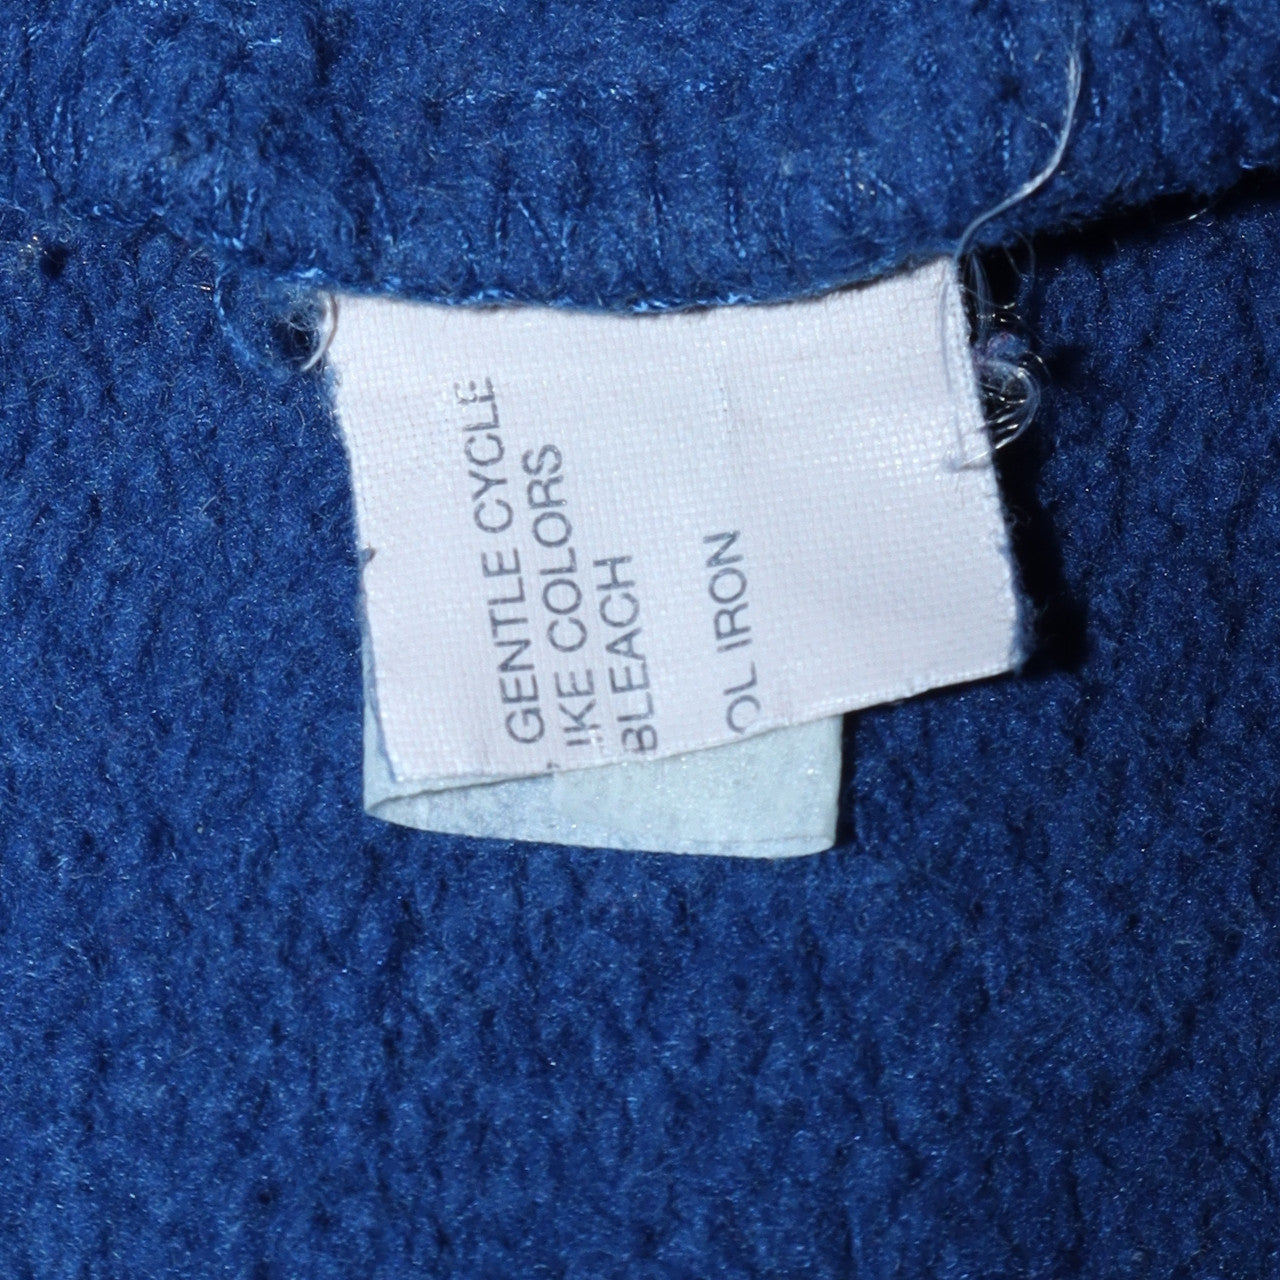 GENTLE CYCLE
IKE COLORS
BLEACH
OL IRON